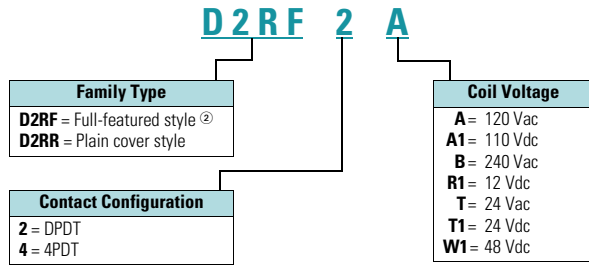 D2RF 2 A
Family Type
D2RF = Full-featured style ②
D2RR = Plain cover style
Contact Configuration
2 = DPDT
4 = 4PDT
Coil Voltage
A = 120 Vac
A1 = 110 Vdc
B = 240 Vac
R1 = 12 Vdc
T = 24 Vac
T1 = 24 Vdc
W1 = 48 Vdc